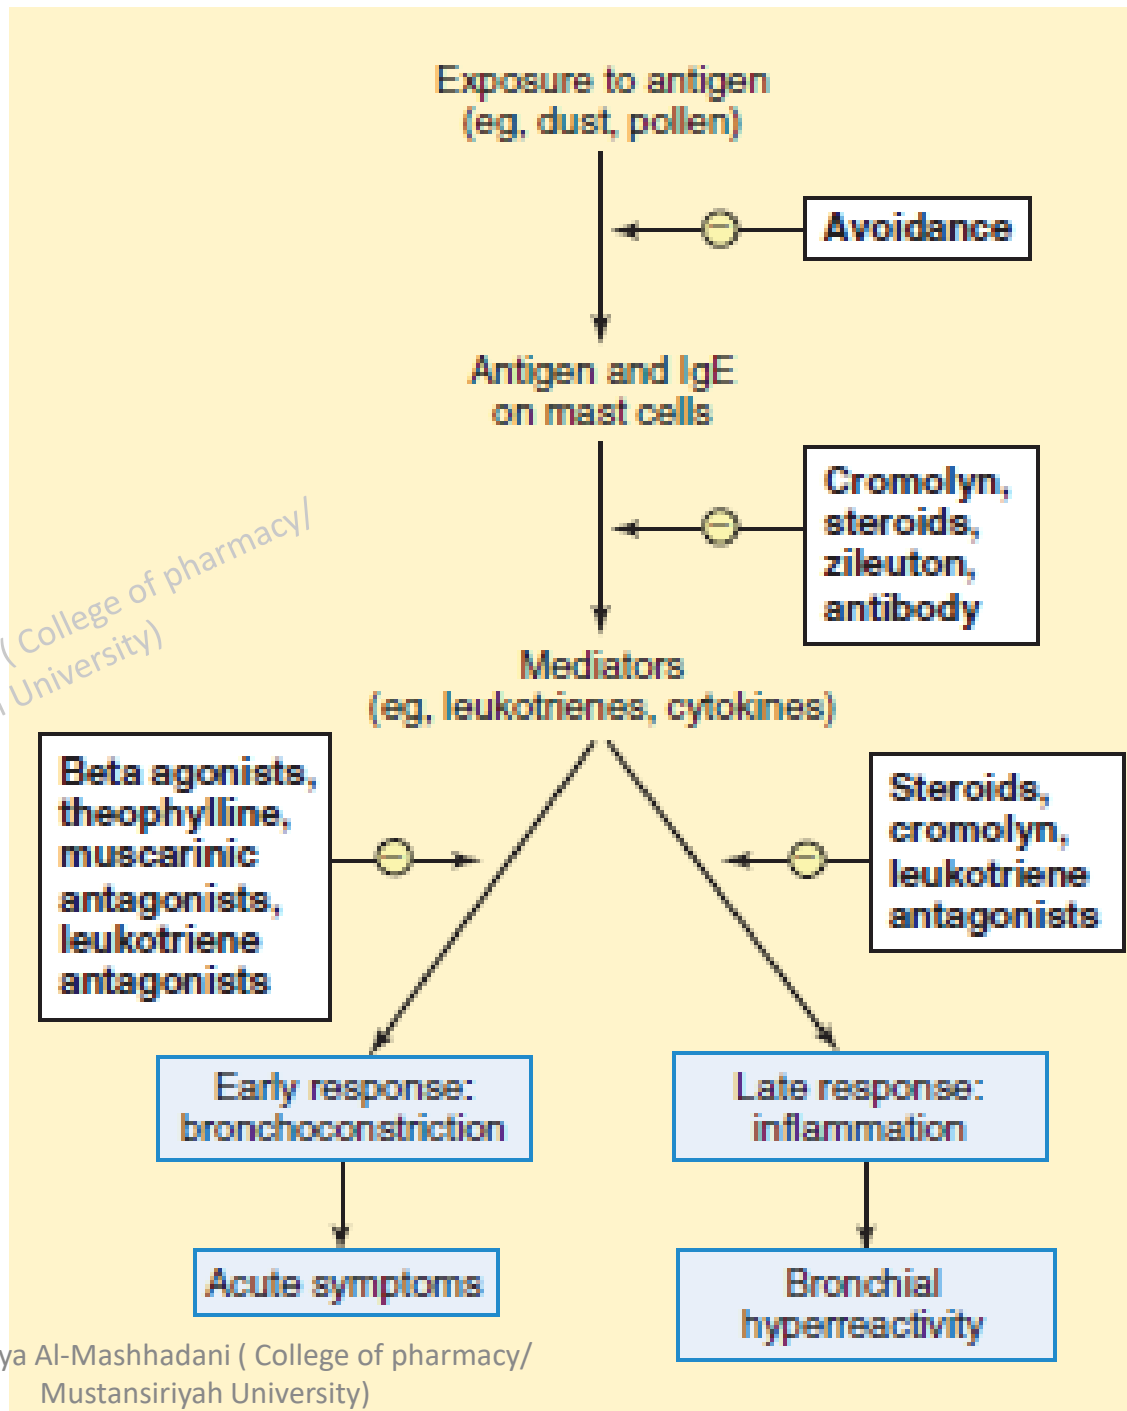 Exposure to antigen
(eg, dust, pollen)
Avoidance
Antigen and IgE
on mast cells
Cromolyn,
steroids,
zileuton,
antibody
( College of pharmacy/
University)
Mediators
(eg, leukotrienes, cytokines)
Beta agonists,
theophylline,
muscarinic
antagonists,
leukotriene
antagonists
Steroids,
cromolyn,
leukotriene
antagonists
Early response:
bronchoconstriction
Late response:
inflammation
Acute symptoms
Bronchial
hyperreactivity
ya Al-Mashhadani ( College of pharmacy/
Mustansiriyah University)